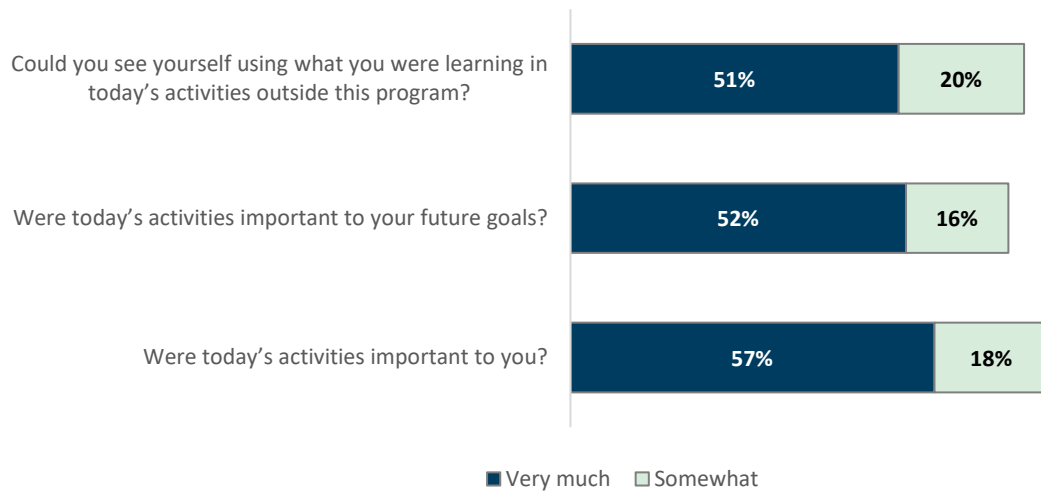 Could you see yourself using what you were learning in
today’s activities outside this program?
51%
20%
Were today’s activities important to your future goals?
52%
16%
Were today’s activities important to you?
57%
18%
Very much
Somewhat